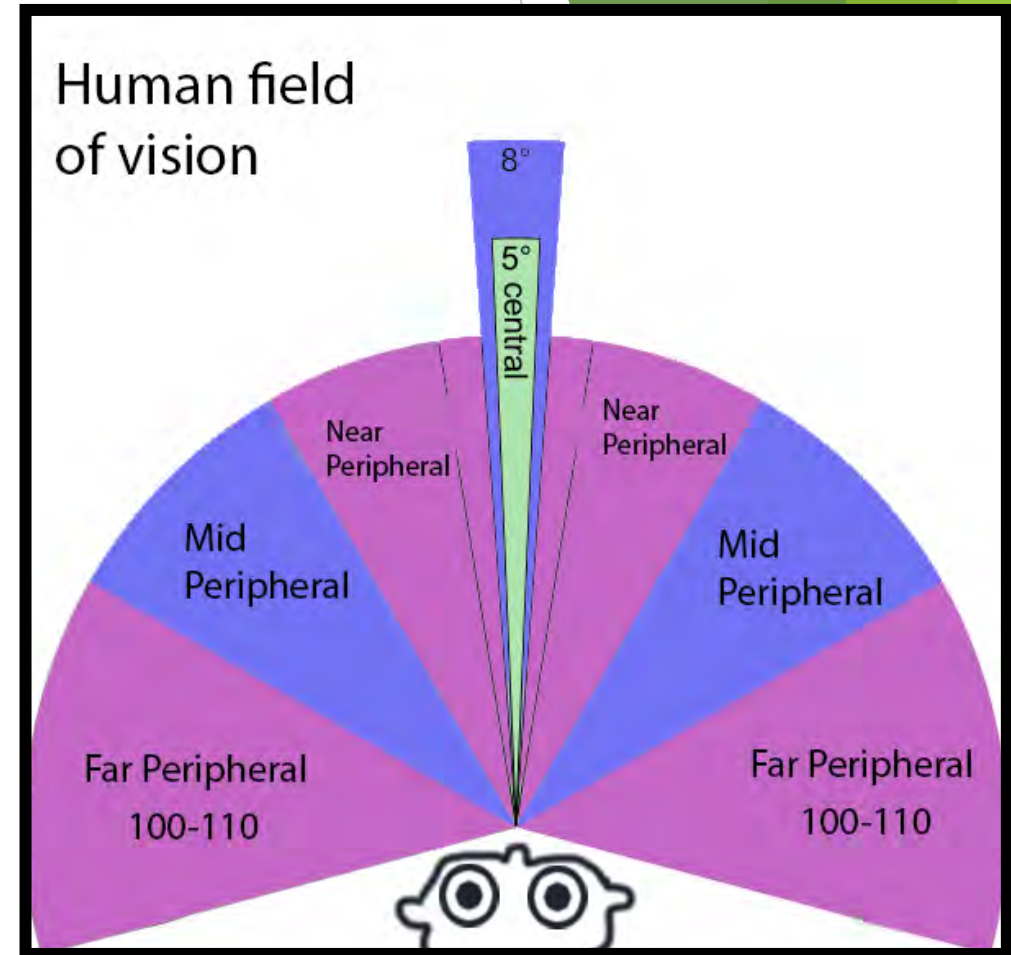 Human field
of vision
8°
5° central
Near
Peripheral
Near
Peripheral
Mid
Peripheral
Mid
Peripheral
Far Peripheral
100-110
Far Peripheral
100-110